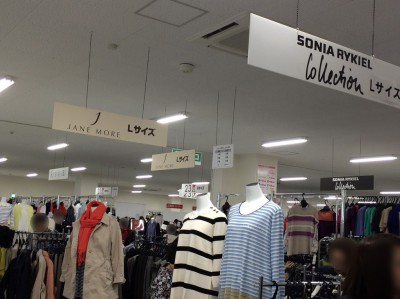 SONIA RYKIEL
Collection Lサイズ
J
JANE MORE Lサイズ
Lサイズ
SONIA RYKIEL
Collection